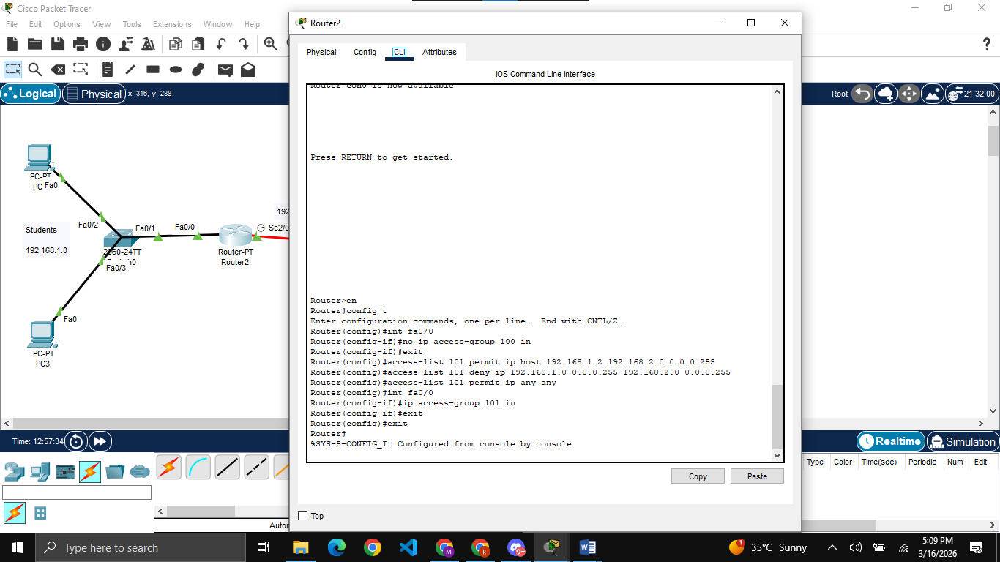 Cisco Packet Tracer
File Edit Options View Tools Extensions Window Help
Logical
Physical
x: 316, y: 288
Root
21:32:00
PC-PT
PC
Fa0
Fa0/2
Students
192.168.1.0
Fa0/1
Fa0/0
2960-24TT
Fa0/3
Router-PT
Router2
192
Se2/0
Fa0
PC-PT
PC3
Router2
Physical Config CLI Attributes
IOS Command Line Interface
Router con0 is now available
Press RETURN to get started.
Router>en
Router#config t
Enter configuration commands, one per line. End with CNTL/Z.
Router(config)#int fa0/0
Router(config-if)#no ip access-group 100 in
Router(config-if)#exit
Router(config)#access-list 101 permit ip host 192.168.1.2 192.168.2.0 0.0.0.255
Router(config)#access-list 101 deny ip 192.168.1.0 0.0.0.255 192.168.2.0 0.0.0.255
Router(config)#access-list 101 permit ip any any
Router(config)#int fa0/0
Router(config-if)#ip access-group 101 in
Router(config-if)#exit
Router(config)#exit
Router#
%SYS-5-CONFIG_I: Configured from console by console
Copy
Paste
Top
Time: 12:57:34
Realtime
Simulation
Type Color Time(sec) Periodic Num Edit
Auton
Type here to search
35°C Sunny
5:09 PM
3/16/2026